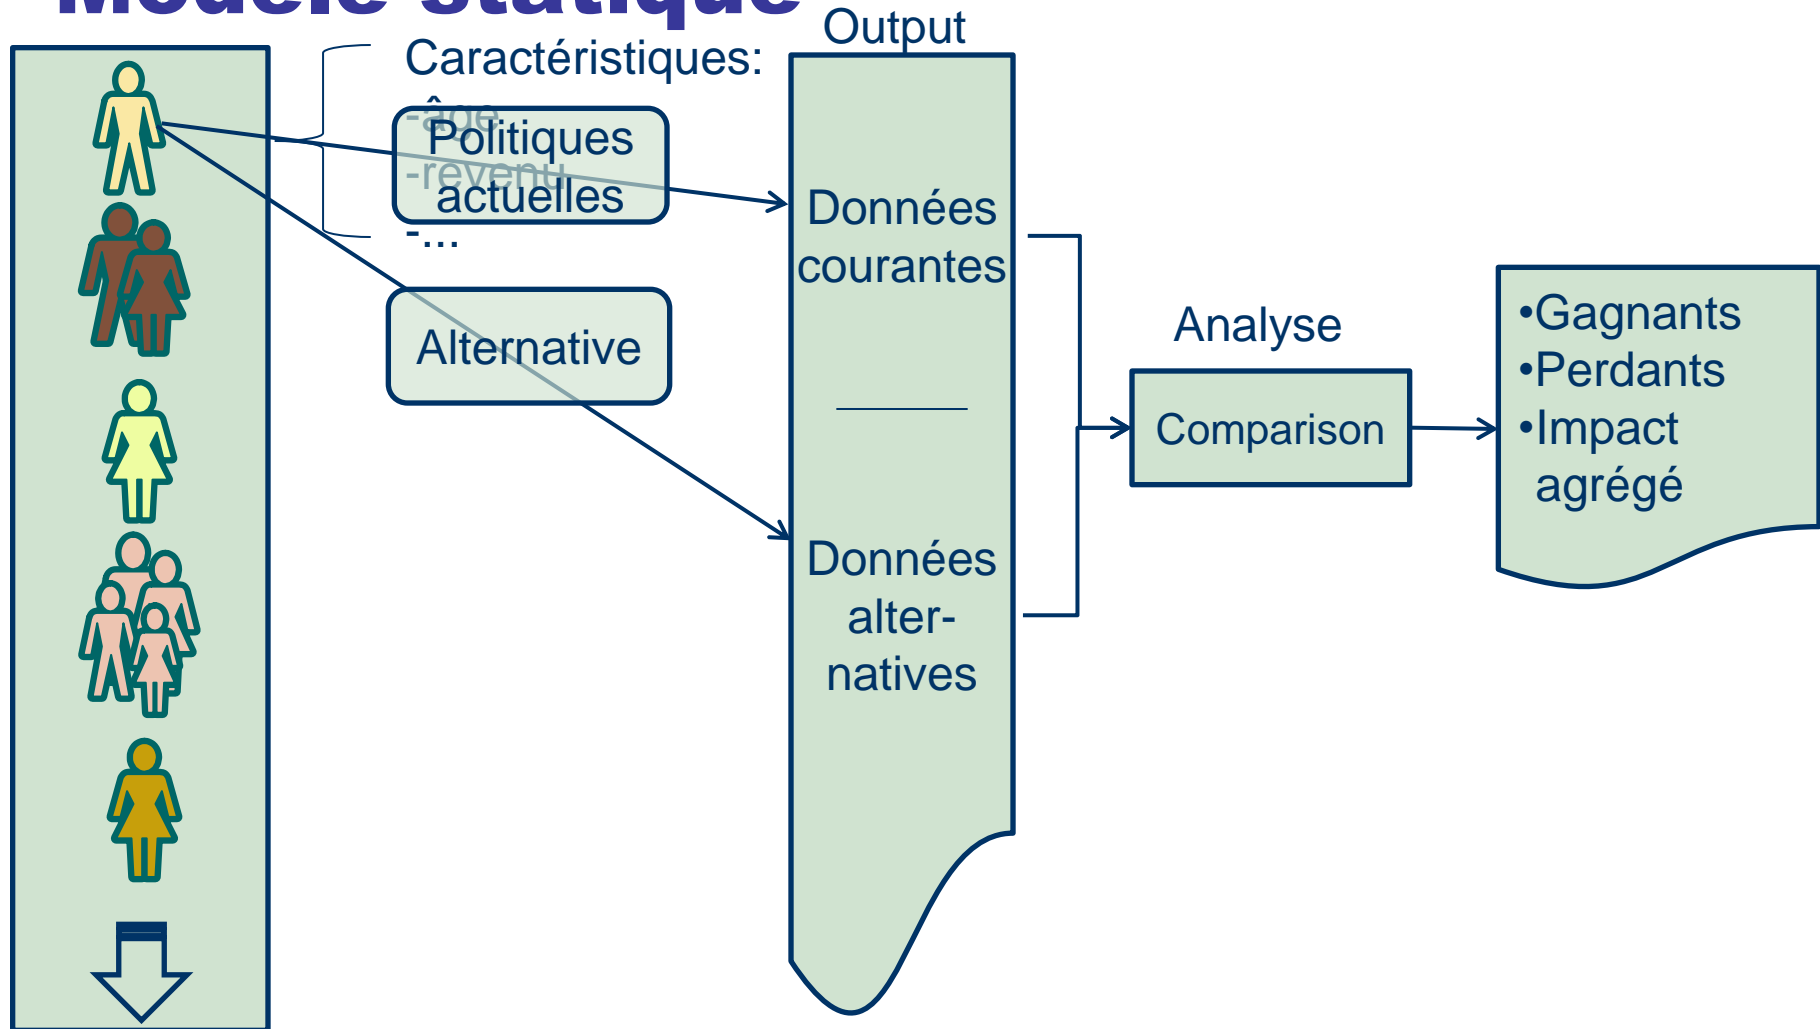 Modèle statique
Output
Caractéristiques:
-âge
-revenu
-...
Politiques
actuelles
Alternative
Données
courantes
Données
alter-
natives
Analyse
Comparison
•Gagnants
•Perdants
•Impact
agrégé